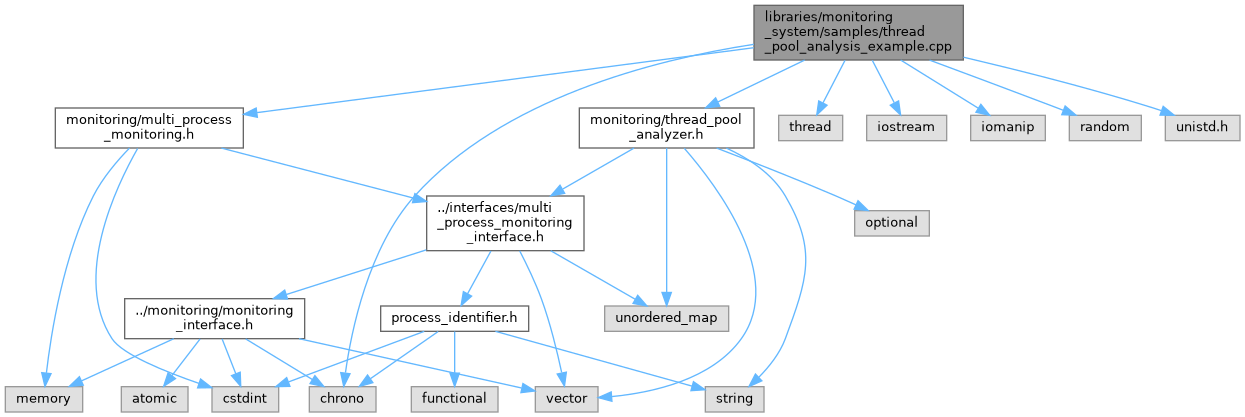 libraries/monitoring
_system/samples/thread
_pool_analysis_example.cpp
monitoring/multi_process
_monitoring.h
monitoring/thread_pool
_analyzer.h
thread
iostream
iomanip
random
unistd.h
../interfaces/multi
_process_monitoring
_interface.h
optional
../monitoring/monitoring
_interface.h
process_identifier.h
unordered_map
memory
atomic
cstdint
chrono
functional
vector
string